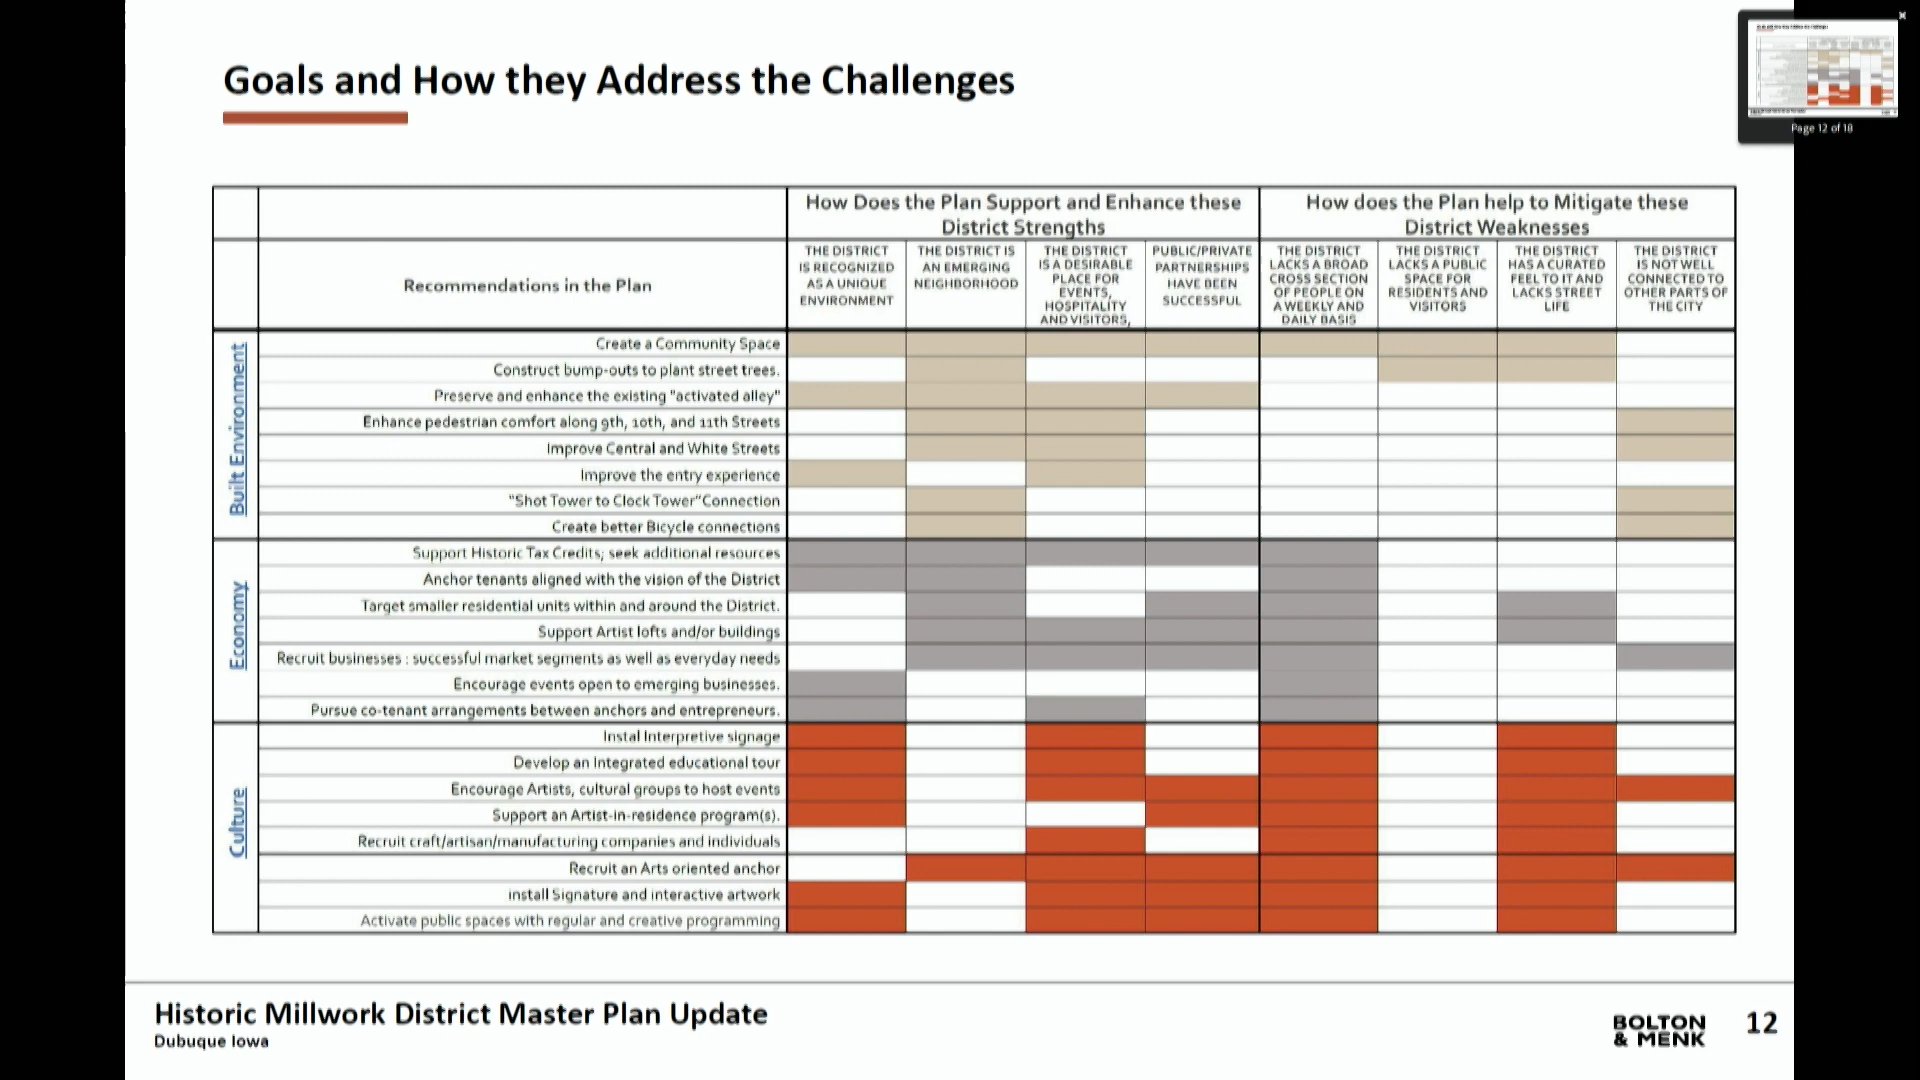 Goals and How they Address the Challenges
Page 12 of 18
How Does the Plan Support and Enhance these
District Strengths
How does the Plan help to Mitigate these
District Weaknesses
Recommendations in the Plan
THE DISTRICT
IS RECOGNIZED
AS A UNIQUE
ENVIRONMENT
THE DISTRICT IS
AN EMERGING
NEIGHBORHOOD
THE DISTRICT
IS A DESIRABLE
PLACE FOR
EVENTS,
HOSPITALITY
AND VISITORS,
PUBLIC/PRIVATE
PARTNERSHIPS
HAVE BEEN
SUCCESSFUL
THE DISTRICT
LACKS A BROAD
CROSS SECTION
OF PEOPLE ON
A WEEKLY AND
DAILY BASIS
THE DISTRICT
LACKS A PUBLIC
SPACE FOR
RESIDENTS AND
VISITORS
THE DISTRICT
HAS A CURATED
FEEL TO IT AND
LACKS STREET
LIFE
THE DISTRICT
IS NOT WELL
CONNECTED TO
OTHER PARTS OF
THE CITY
Built Environment
Create a Community Space
Construct bump-outs to plant street trees.
Preserve and enhance the existing "activated alley"
Enhance pedestrian comfort along 9th, 10th, and 11th Streets
Improve Central and White Streets
Improve the entry experience
"Shot Tower to Clock Tower"Connection
Create better Bicycle connections
Economy
Support Historic Tax Credits; seek additional resources
Anchor tenants aligned with the vision of the District
Target smaller residential units within and around the District.
Support Artist lofts and/or buildings
Recruit businesses : successful market segments as well as everyday needs
Encourage events open to emerging businesses.
Pursue co-tenant arrangements between anchors and entrepreneurs.
Culture
Instal Interpretive signage
Develop an Integrated educational tour
Encourage Artists, cultural groups to host events
Support an Artist-in-residence program(s).
Recruit craft/artisan/manufacturing companies and individuals
Recruit an Arts oriented anchor
install Signature and interactive artwork
Activate public spaces with regular and creative programming
Historic Millwork District Master Plan Update
Dubuque Iowa
BOLTON
& MENK
12